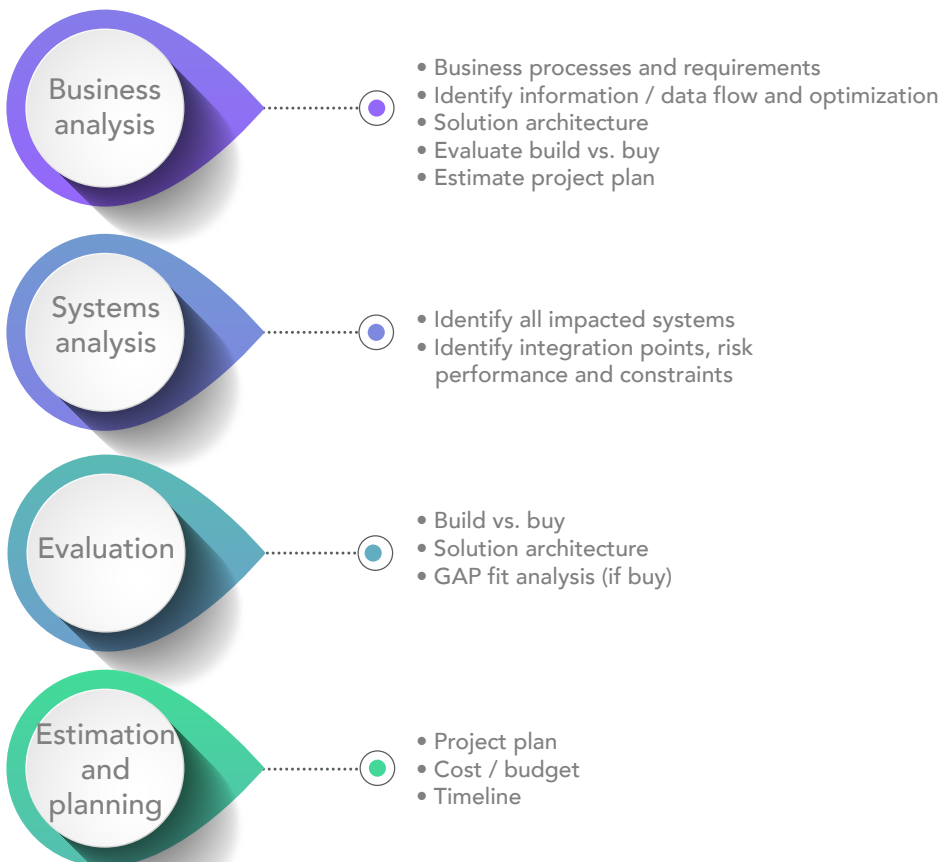 Business
analysis
• Business processes and requirements
• Identify information / data flow and optimization
• Solution architecture
• Evaluate build vs. buy
• Estimate project plan
Systems
analysis
• Identify all impacted systems
• Identify integration points, risk
performance and constraints
Evaluation
• Build vs. buy
• Solution architecture
• GAP fit analysis (if buy)
Estimation
and
planning
• Project plan
• Cost / budget
• Timeline